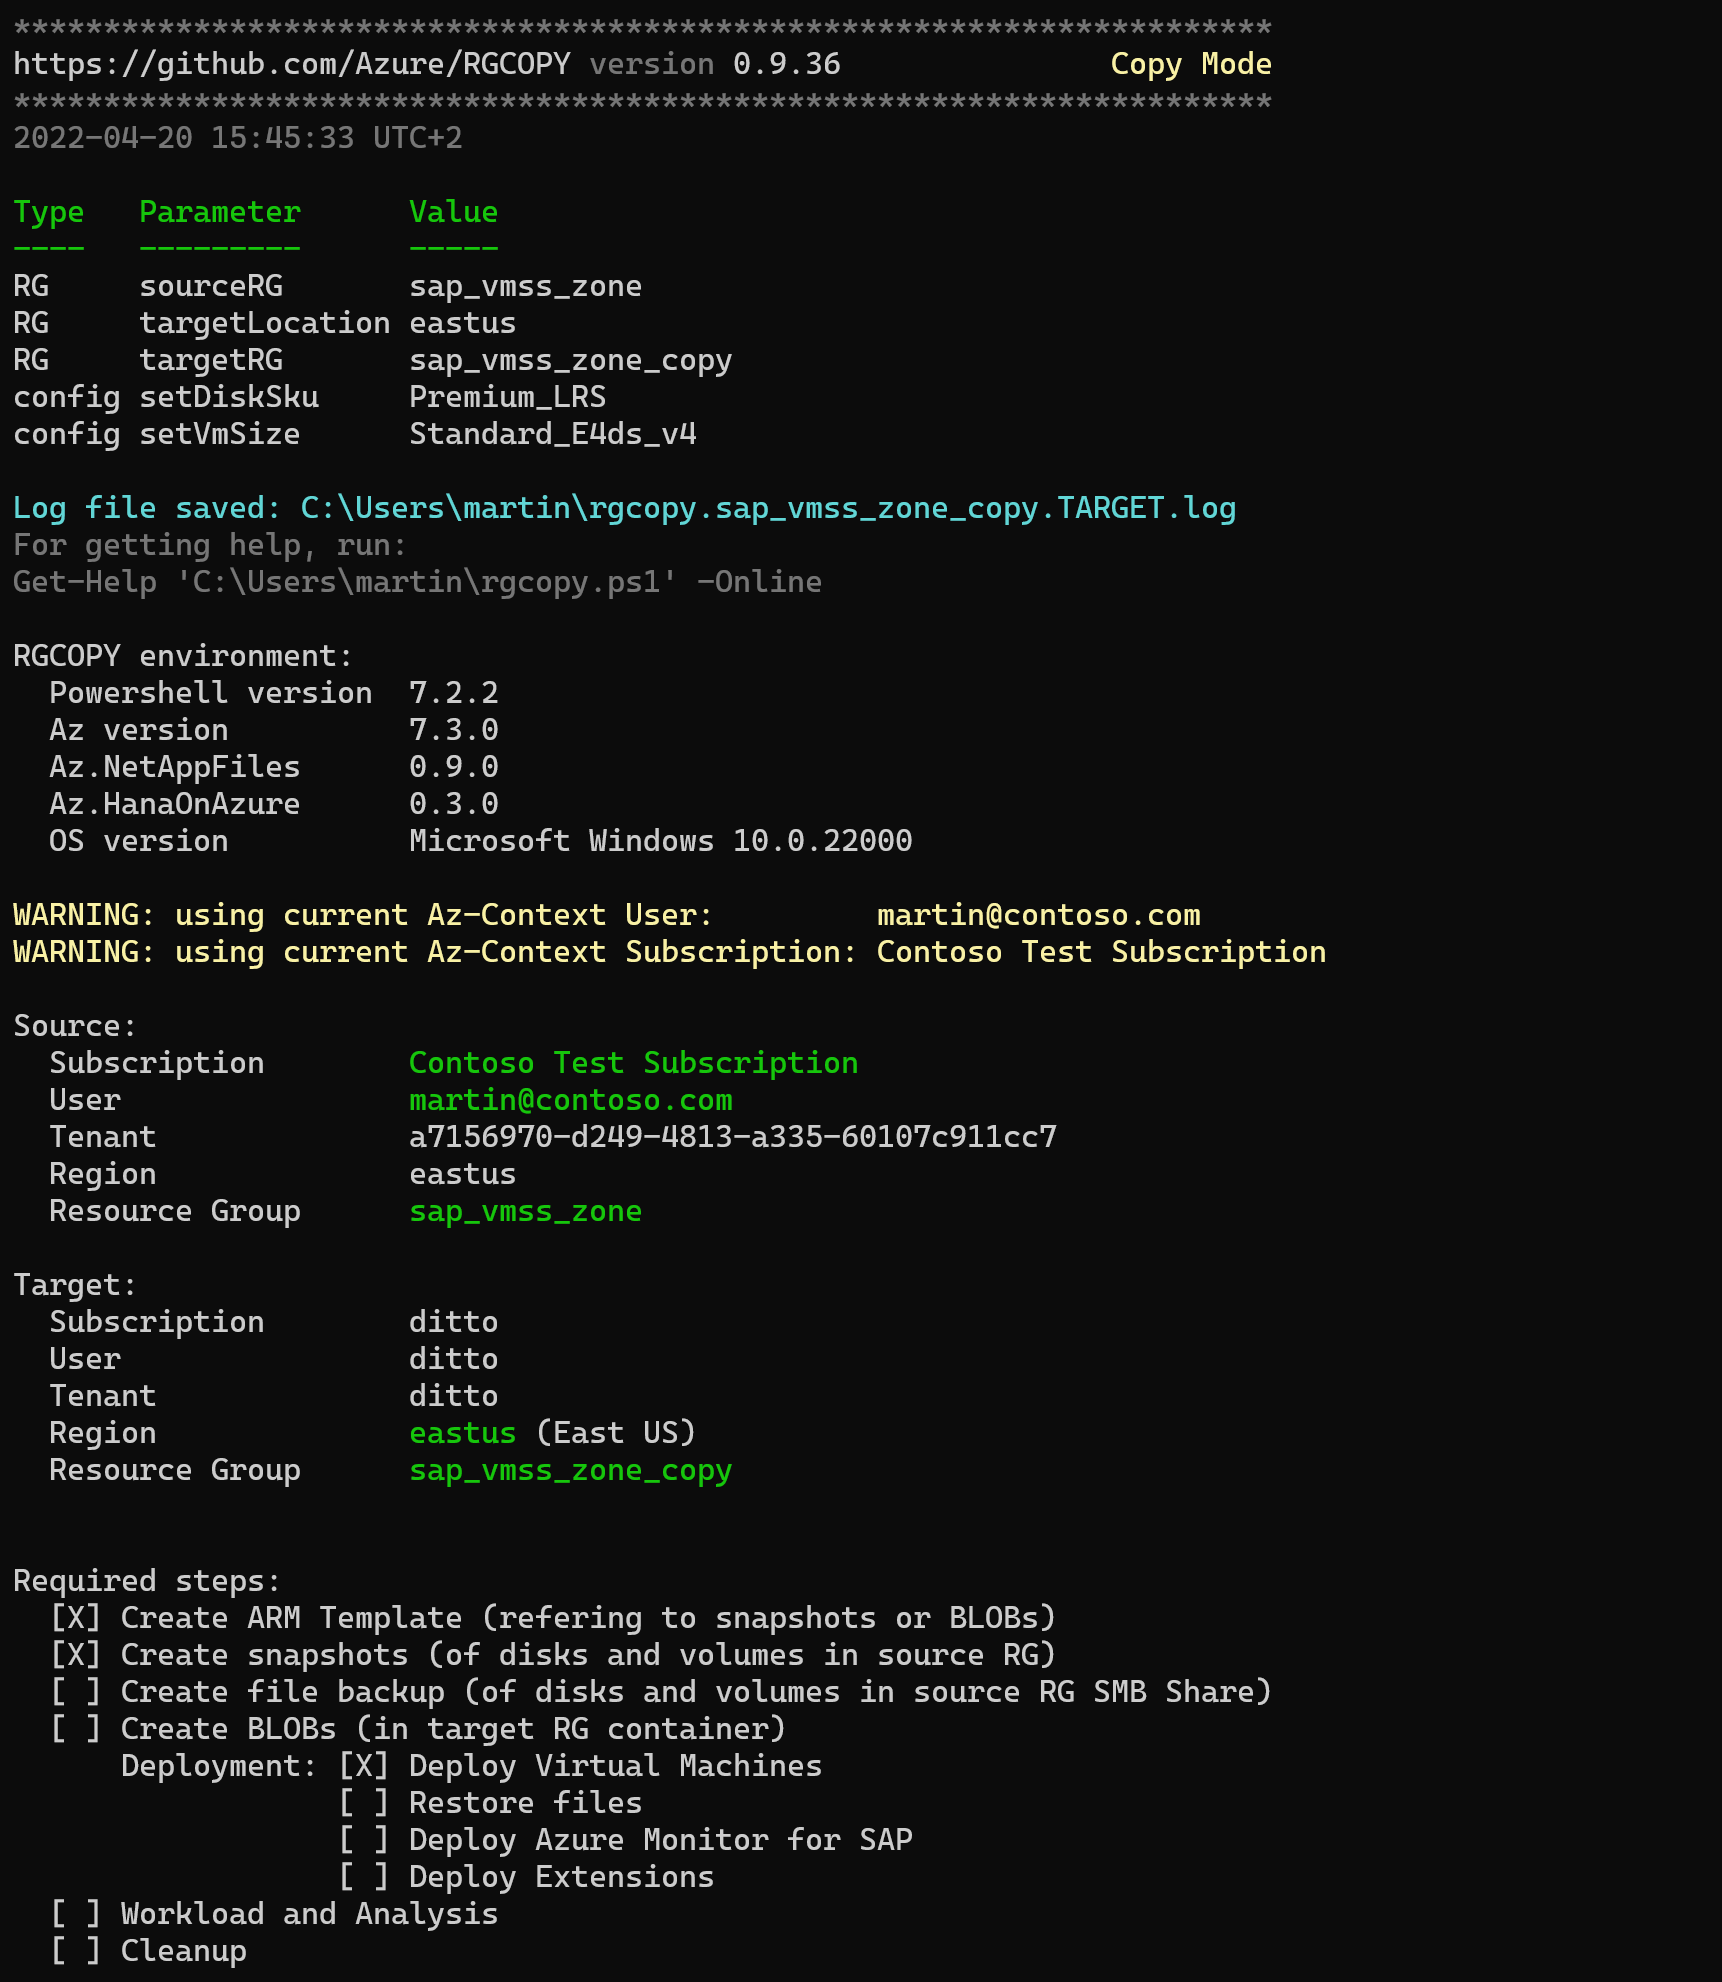 **********************************************************************
https://github.com/Azure/RGCOPY version 0.9.36               Copy Mode
**********************************************************************
2022-04-20 15:45:33 UTC+2

Type   Parameter      Value
----   ---------      -----
RG     sourceRG       sap_vmss_zone
RG     targetLocation eastus
RG     targetRG       sap_vmss_zone_copy
config setDiskSku     Premium_LRS
config setVmSize      Standard_E4ds_v4

Log file saved: C:\Users\martin\rgcopy.sap_vmss_zone_copy.TARGET.log
For getting help, run:
Get-Help 'C:\Users\martin\rgcopy.ps1' -Online

RGCOPY environment:
  Powershell version  7.2.2
  Az version          7.3.0
  Az.NetAppFiles      0.9.0
  Az.HanaOnAzure      0.3.0
  OS version          Microsoft Windows 10.0.22000

WARNING: using current Az-Context User:         martin@contoso.com
WARNING: using current Az-Context Subscription: Contoso Test Subscription

Source:
  Subscription        Contoso Test Subscription
  User                martin@contoso.com
  Tenant              a7156970-d249-4813-a335-60107c911cc7
  Region              eastus
  Resource Group      sap_vmss_zone

Target:
  Subscription        ditto
  User                ditto
  Tenant              ditto
  Region              eastus (East US)
  Resource Group      sap_vmss_zone_copy


Required steps:
  [X] Create ARM Template (refering to snapshots or BLOBs)
  [X] Create snapshots (of disks and volumes in source RG)
  [ ] Create file backup (of disks and volumes in source RG SMB Share)
  [ ] Create BLOBs (in target RG container)
      Deployment: [X] Deploy Virtual Machines
                  [ ] Restore files
                  [ ] Deploy Azure Monitor for SAP
                  [ ] Deploy Extensions
  [ ] Workload and Analysis
  [ ] Cleanup